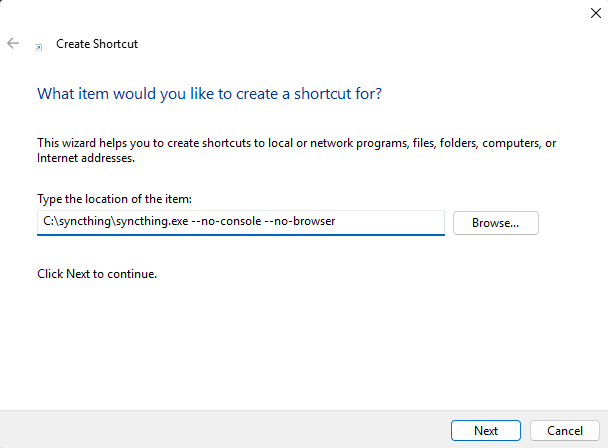 Create Shortcut
What item would you like to create a shortcut for?
This wizard helps you to create shortcuts to local or network programs, files, folders, computers, or
Internet addresses.
Type the location of the item:
C:\syncthing\syncthing.exe --no-console --no-browser
Browse...
Click Next to continue.
Next
Cancel